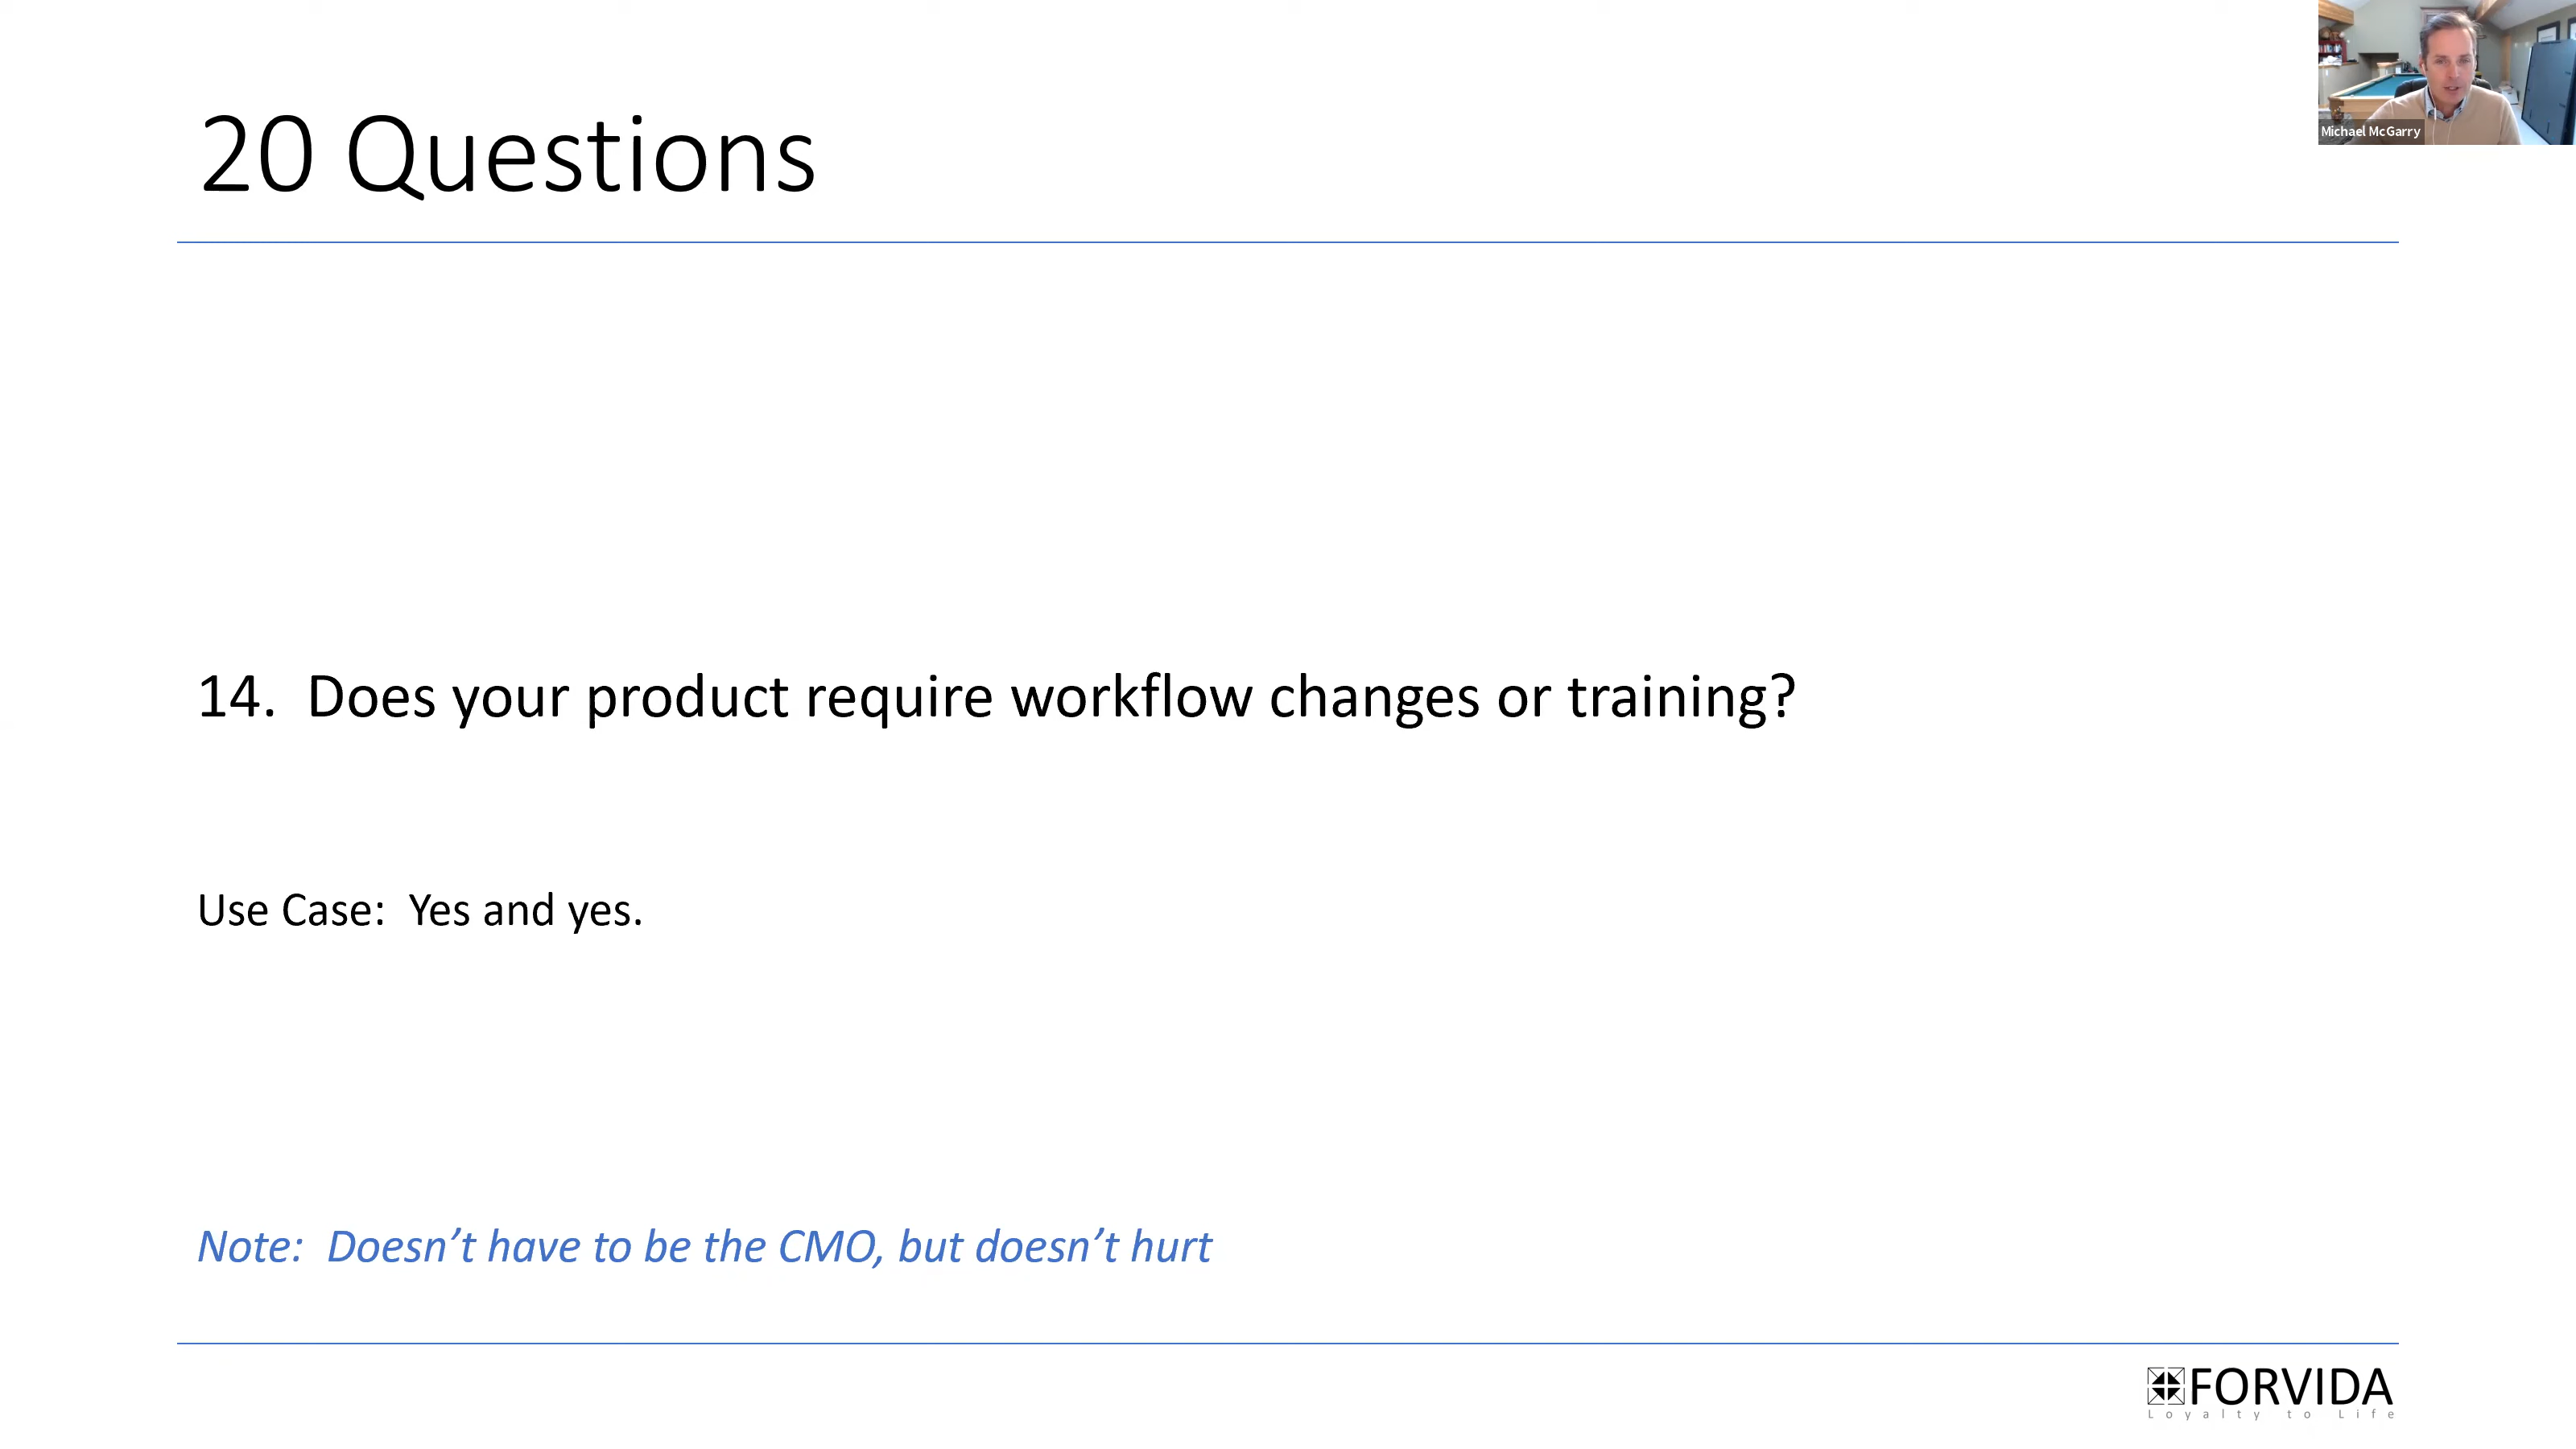 Michael McGarry
20 Questions
14. Does your product require workflow changes or training?
Use Case: Yes and yes.
Note: Doesn’t have to be the CMO, but doesn’t hurt
FORVIDA
Loyalty to Life